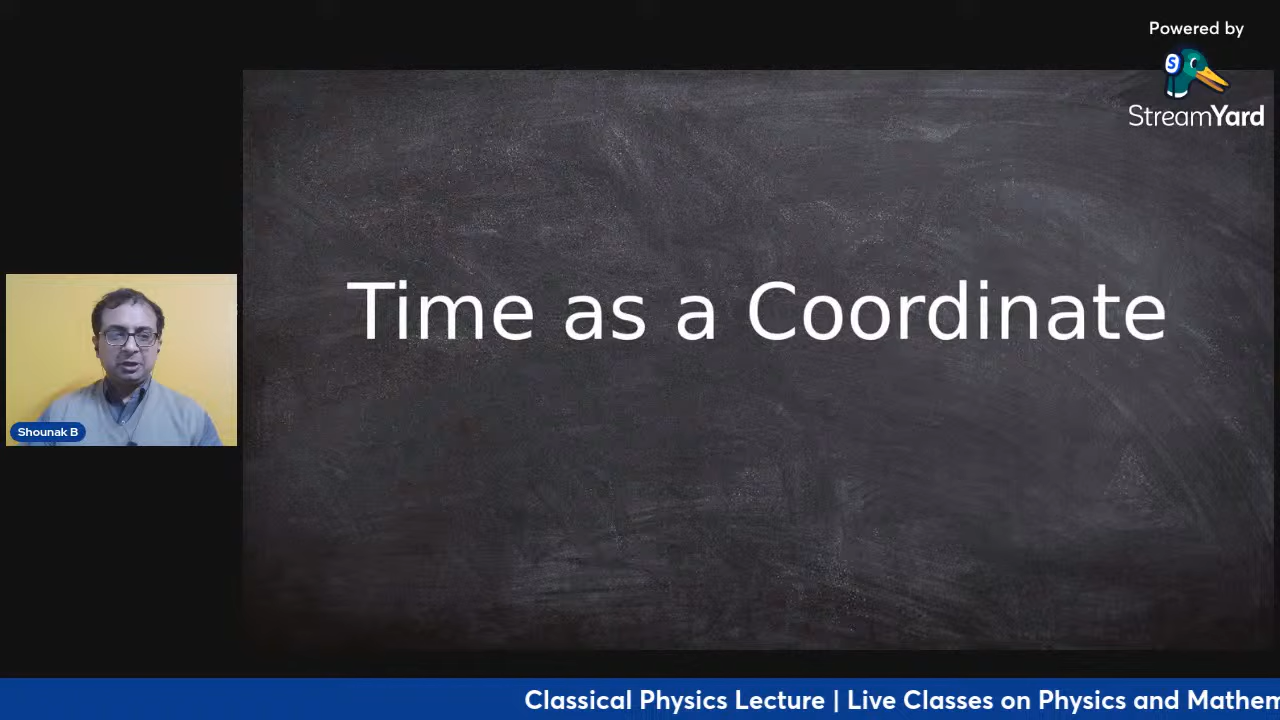 Powered by
S
StreamYard
Time as a Coordinate
Shounak B
Classical Physics Lecture | Live Classes on Physics and Mathem